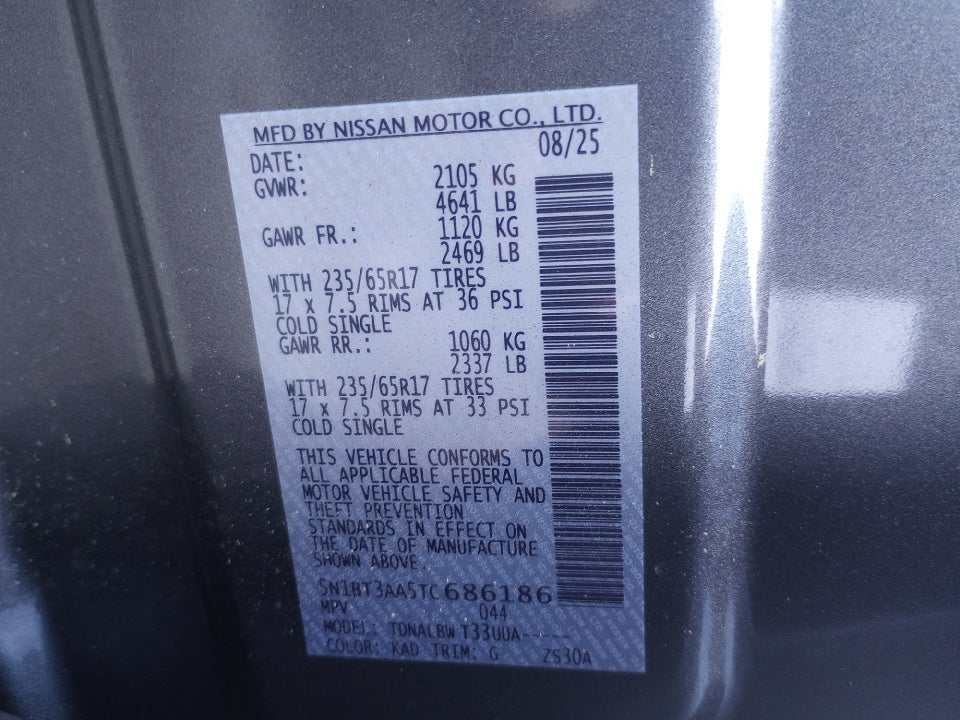 MFD BY NISSAN MOTOR CO., LTD.
DATE: 08/25
GVWR: 2105 KG
4641 LB
GAWR FR.: 1120 KG
2469 LB
WITH 235/65R17 TIRES
17 x 7.5 RIMS AT 36 PSI
COLD SINGLE
GAWR RR.: 1060 KG
2337 LB
WITH 235/65R17 TIRES
17 x 7.5 RIMS AT 33 PSI
COLD SINGLE
THIS VEHICLE CONFORMS TO
ALL APPLICABLE FEDERAL
MOTOR VEHICLE SAFETY AND
THEFT PREVENTION
STANDARDS IN EFFECT ON
THE DATE OF MANUFACTURE
SHOWN ABOVE.
5N1BT3AA5TC686186
MPV 044
MODEL: TDNALBW T33UUA-----
COLOR: KAD TRIM: G ZS30A